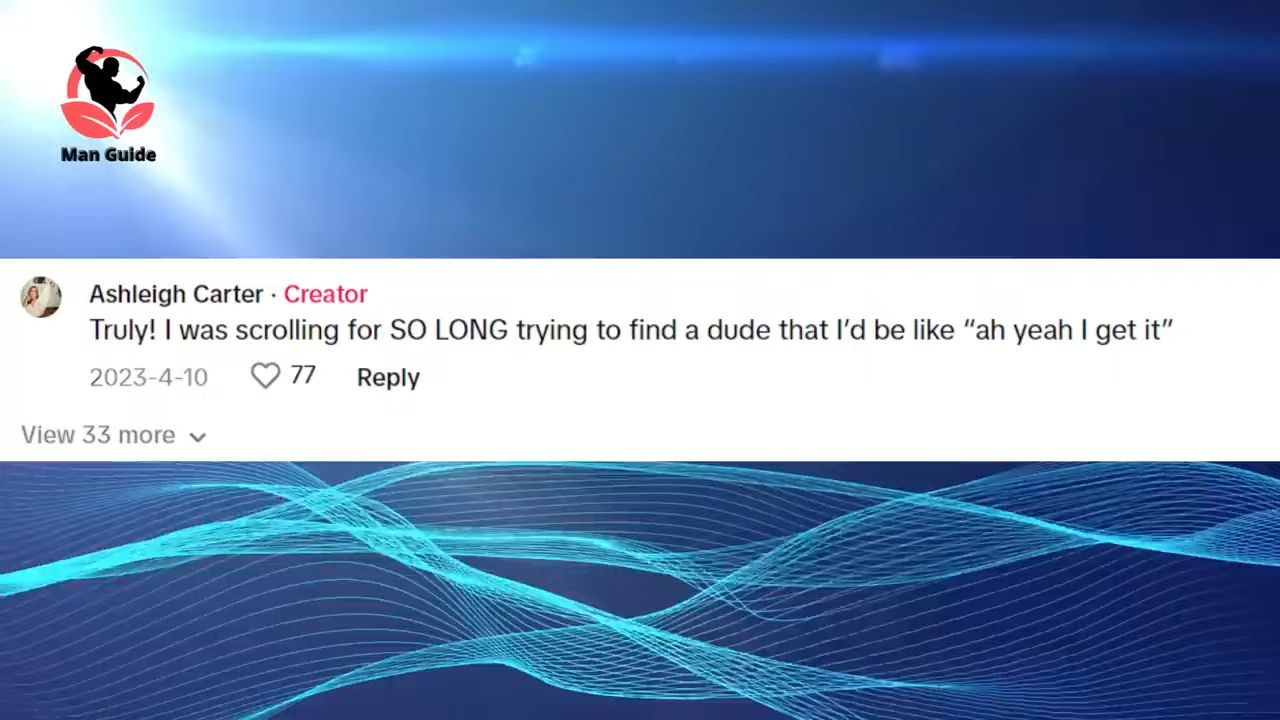 Man Guide
Ashleigh Carter · Creator
Truly! I was scrolling for SO LONG trying to find a dude that I’d be like “ah yeah I get it”
2023-4-10 77 Reply
View 33 more